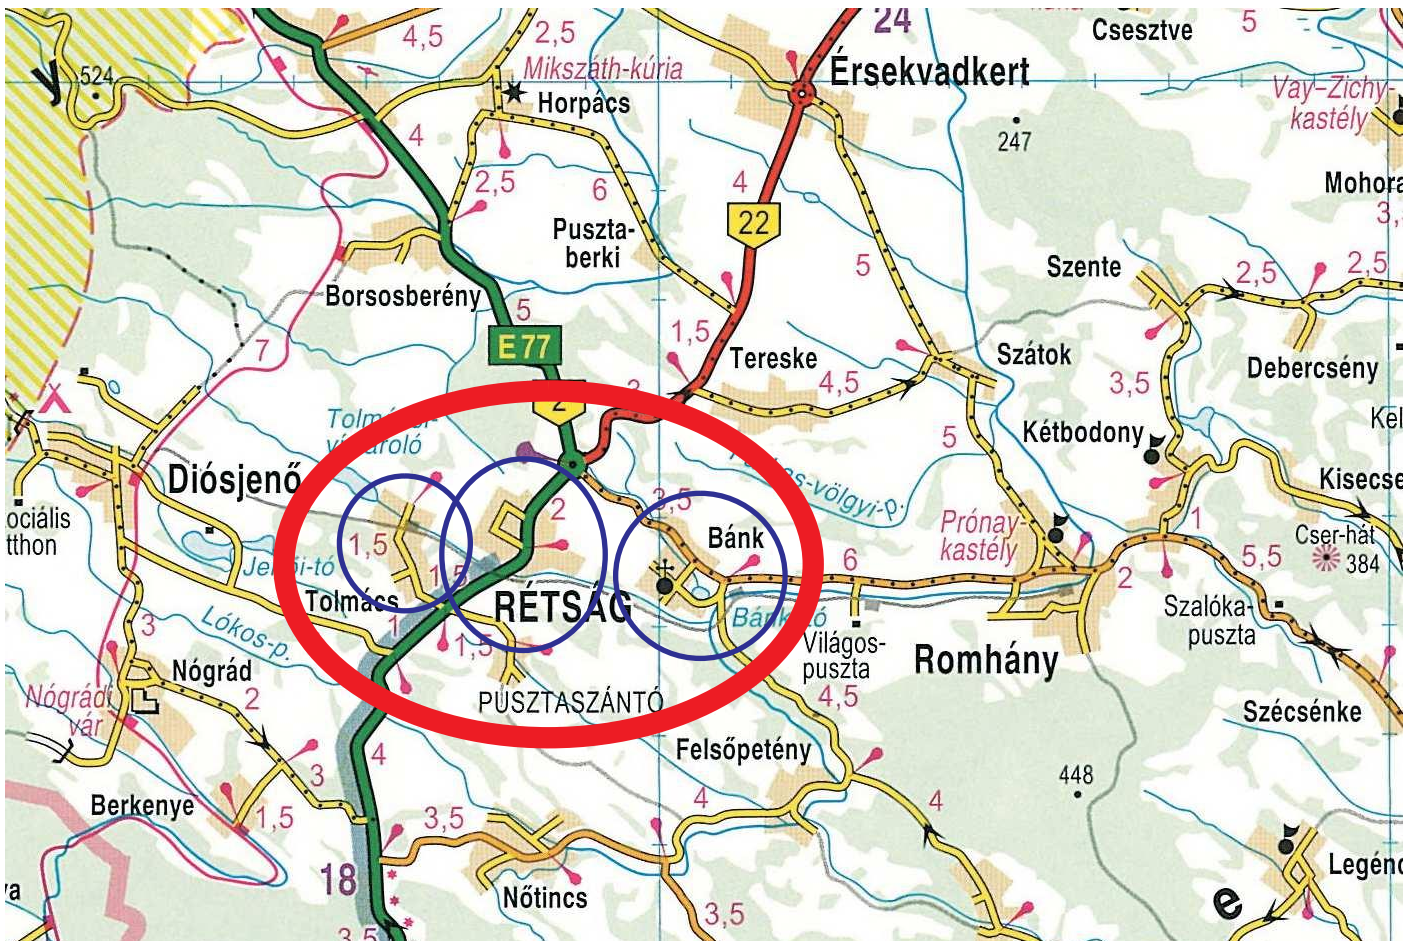 24
4,5
2,5
Csesztve
5
524
y
Mikszáth-kúria
Horpács
Érsekvadkert
247
Vay–Zichy-
kastély
4
2,5
6
4
Mohora
22
Puszta-
berki
5
Szente
2,5
2,5
Borsosberény
5
1,5
7
E 77
Tereske
4,5
Szátok
3,5
Debercsény
2
Diósjenő
3,5
5
Kétbodony
Kisecse
ociális
tthon
1,5
2
Bánk
Prónay-
kastély
6
1
Cser-hát
384
5,5
2
Tolmács
RÉTSÁG
Világos-
puszta
Szalóka-
puszta
3
Lókos-p.
1
1,5
Romhány
Nógrád
2
Nógrádi
vár
PUSZTASZÁNTÓ
4,5
Szécsénke
4
Felsőpetény
448
3
Berkenye
1,5
3,5
4
4
18
Nőtincs
Legénd
e
3,5
3,5